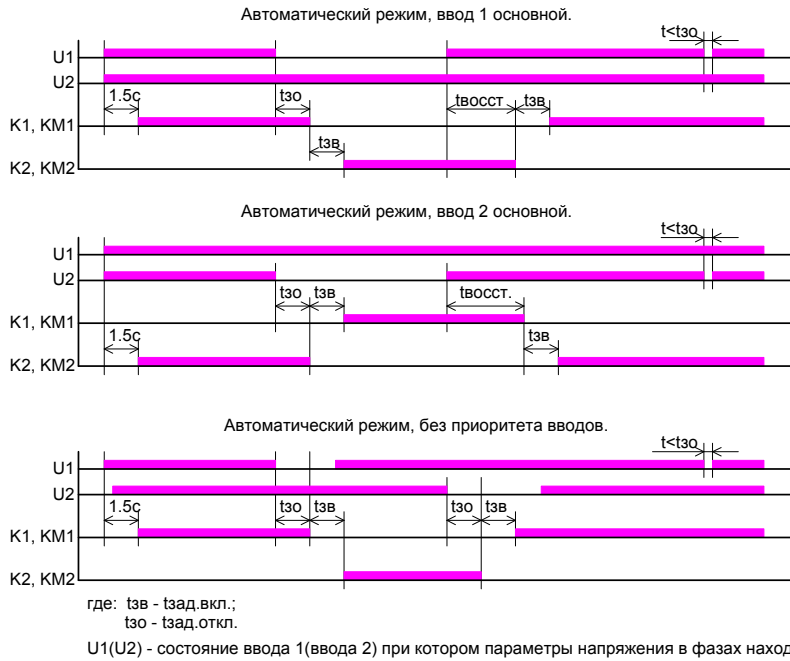 Автоматический режим, ввод 1 основной.
t<tзо
U1
U2
1.5с
tзо
tвосст
tзв
K1, KM1
tзв
K2, KM2
Автоматический режим, ввод 2 основной.
t<tзо
U1
U2
tзо
tзв
tвосст.
K1, KM1
1.5с
tзв
K2, KM2
Автоматический режим, без приоритета вводов.
t<tзо
U1
U2
1.5с
tзо
tзв
tзо
tзв
K1, KM1
K2, KM2
где: tзв - tзад.вкл.;
tзо - tзад.откл.
U1(U2) - состояние ввода 1(ввода 2) при котором параметры напряжения в фазах наход